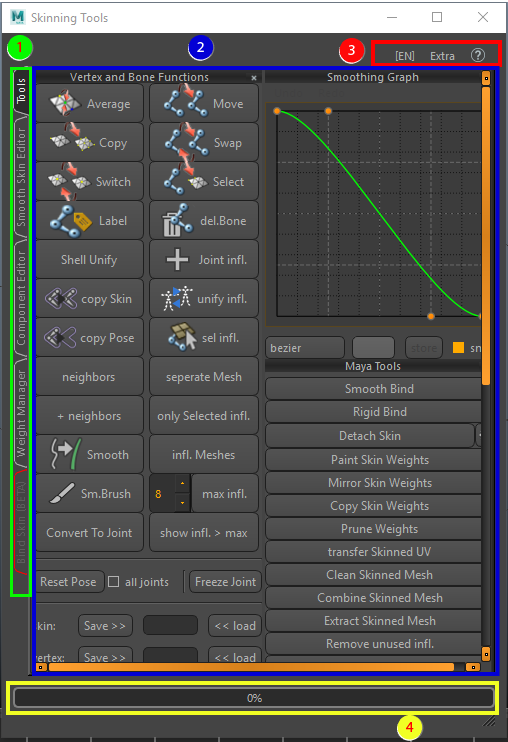 Skinning Tools
1
2
3
[EN] Extra ?
Tools
Smooth Skin Editor
Component Editor
Weight Manager
Bind Skin (BETA)
Vertex and Bone Functions
Average Move
Copy Swap
Switch Select
Label del.Bone
Shell Unify Joint infl.
copy Skin unify infl.
copy Pose sel infl.
neighbors seperate Mesh
+ neighbors only Selected infl.
Smooth infl. Meshes
Sm.Brush 8 max infl.
Convert To Joint show infl. > max
Reset Pose all joints Freeze Joint
kin: Save >> << load
vertex: Save >> << load
Smoothing Graph
bezier store sm
Maya Tools
Smooth Bind
Rigid Bind
Detach Skin
Paint Skin Weights
Mirror Skin Weights
Copy Skin Weights
Prune Weights
transfer Skinned UV
Clean Skinned Mesh
Combine Skinned Mesh
Extract Skinned Mesh
Remove unused infl.
0%
4